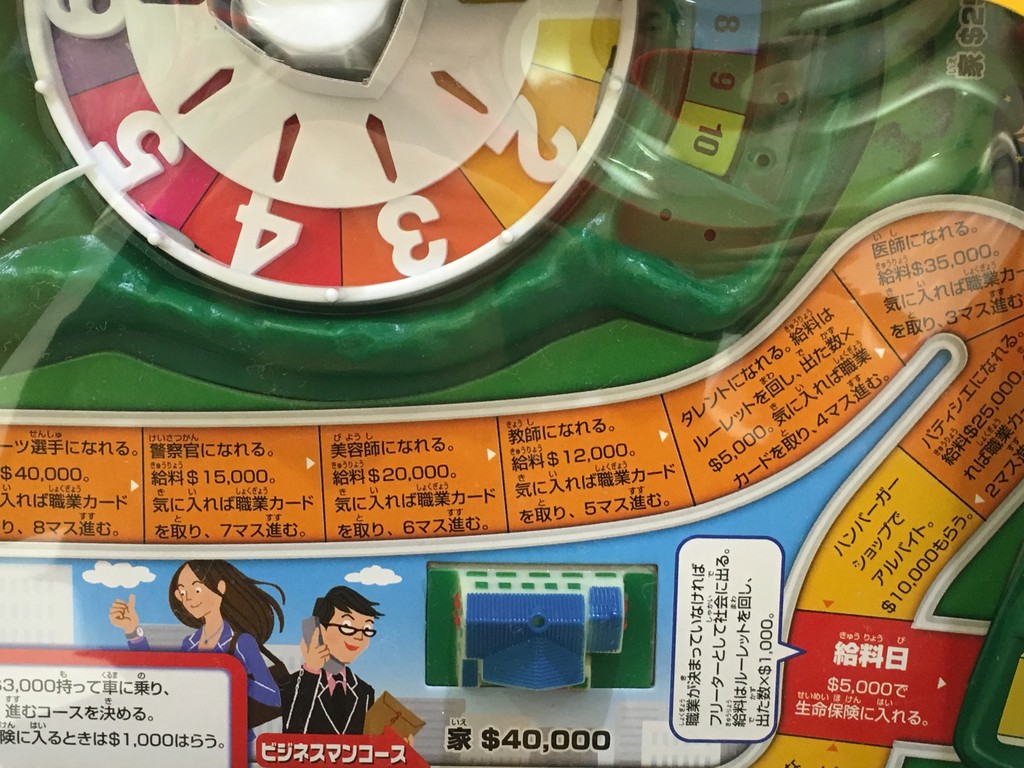 5
4
3
2
8
9
10
家 $2
ーツ選手になれる。
$40,000。
入れば職業カード
り、8マス進む。
警察官になれる。
給料$15,000。
気に入れば職業カード
を取り、7マス進む。
美容師になれる。
給料$20,000。
気に入れば職業カード
を取り、6マス進む。
教師になれる。
給料$12,000。
気に入れば職業カード
を取り、5マス進む。
タレントになれる。給料は
ルーレットを回し、出た数×
$5,000。気に入れば職業
カードを取り、4マス進む。
医師になれる。
給料$35,000。
気に入れば職業カー
を取り、3マス進む
パティシエになれる。
給料$25,000。
れば職業カ
2マス進
ハンバーガー
ショップで
アルバイト。
$10,000もらう。
給料日
$5,000で
生命保険に入れる。
職業が決まっていなければ
フリーターとして社会に出る。
給料はルーレットを回し、
出た数×$1,000。
$3,000持って車に乗り、
進むコースを決める。
険に入るときは$1,000はらう。
ビジネスマンコース
家 $40,000